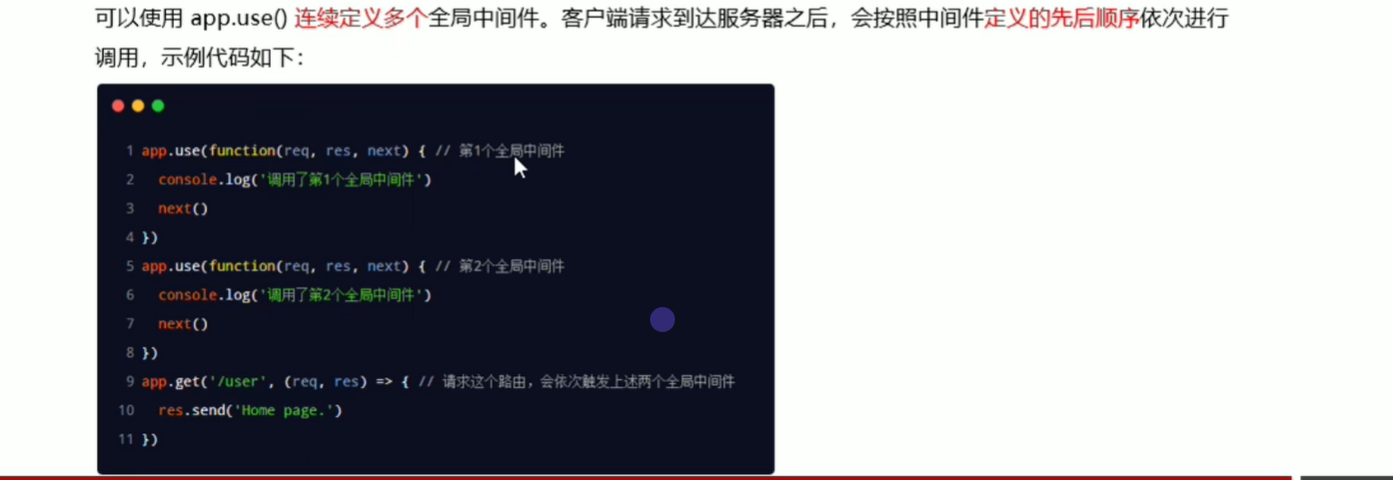 可以使用 app.use() 连续定义多个全局中间件。客户端请求到达服务器之后，会按照中间件定义的先后顺序依次进行
调用，示例代码如下：
1 app.use(function(req, res, next) { // 第1个全局中间件
2   console.log('调用了第1个全局中间件')
3   next()
4 })
5 app.use(function(req, res, next) { // 第2个全局中间件
6   console.log('调用了第2个全局中间件')
7   next()
8 })
9 app.get('/user', (req, res) => { // 请求这个路由，会依次触发上述两个全局中间件
10   res.send('Home page.')
11 })